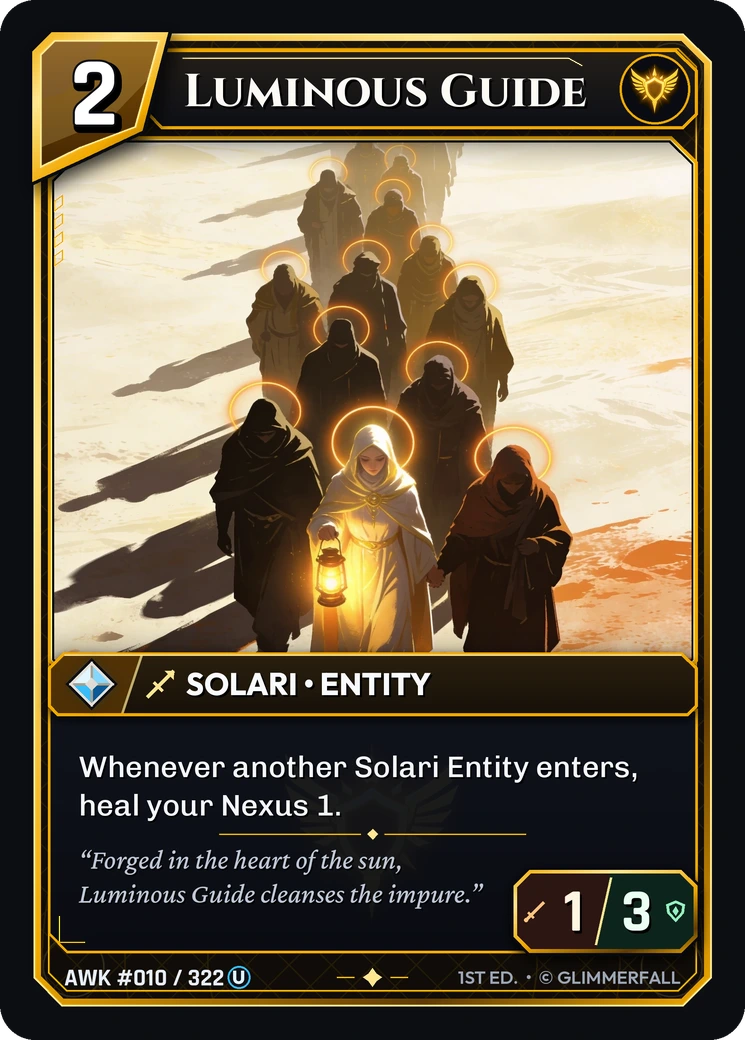 2
LUMINOUS GUIDE
SOLARI • ENTITY
Whenever another Solari Entity enters,
heal your Nexus 1.
“Forged in the heart of the sun,
Luminous Guide cleanses the impure.”
1 / 3
AWK #010 / 322 U
1ST ED. • © GLIMMERFALL